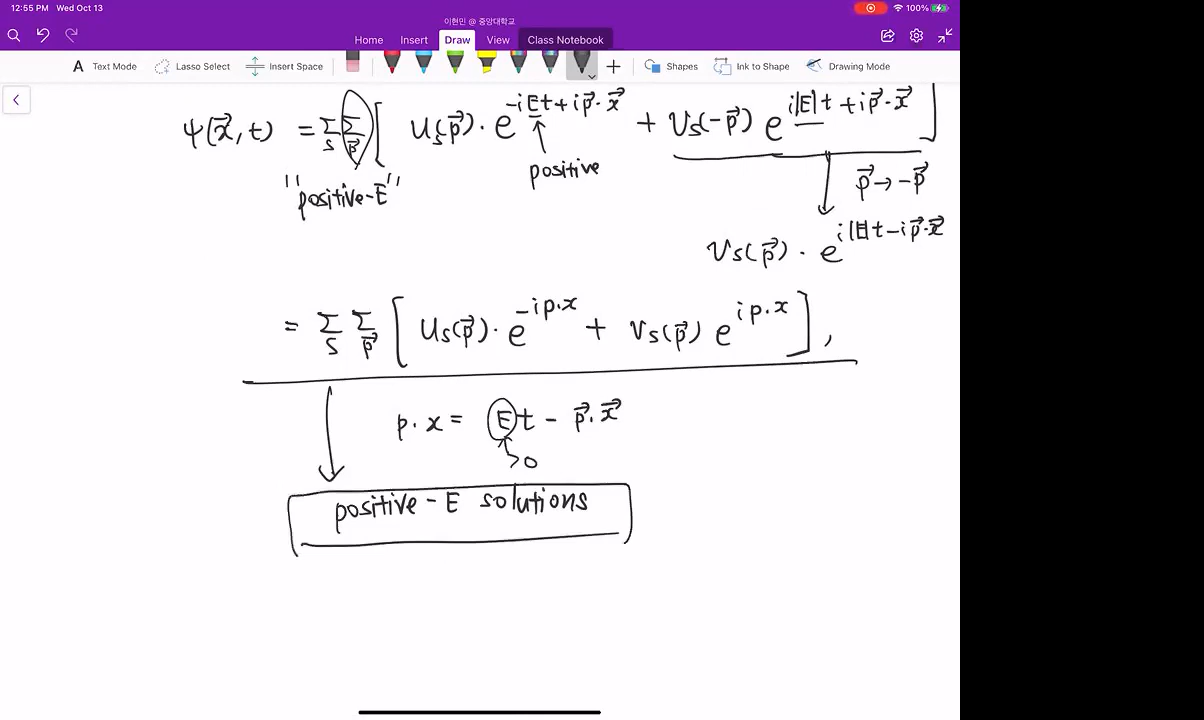 12:55 PM Wed Oct 13
100%
이현민 @ 중앙대학교
Home Insert Draw View Class Notebook
A Text Mode Lasso Select Insert Space Shapes Ink to Shape Drawing Mode
ψ(x⃗, t) = Σ_s Σ_p⃗ [ u_s(p⃗) · e^{-iEt + ip⃗·x⃗} + v_s(-p⃗) e^{i|E|t + ip⃗·x⃗} ]
"positive-E"
positive
p⃗ → -p⃗
v_s(p⃗) · e^{i|E|t - ip⃗·x⃗}
= Σ_s Σ_p⃗ [ u_s(p⃗) · e^{-ip·x} + v_s(p⃗) e^{ip·x} ] ,
p · x = Et - p⃗·x⃗
>0
positive - E solutions